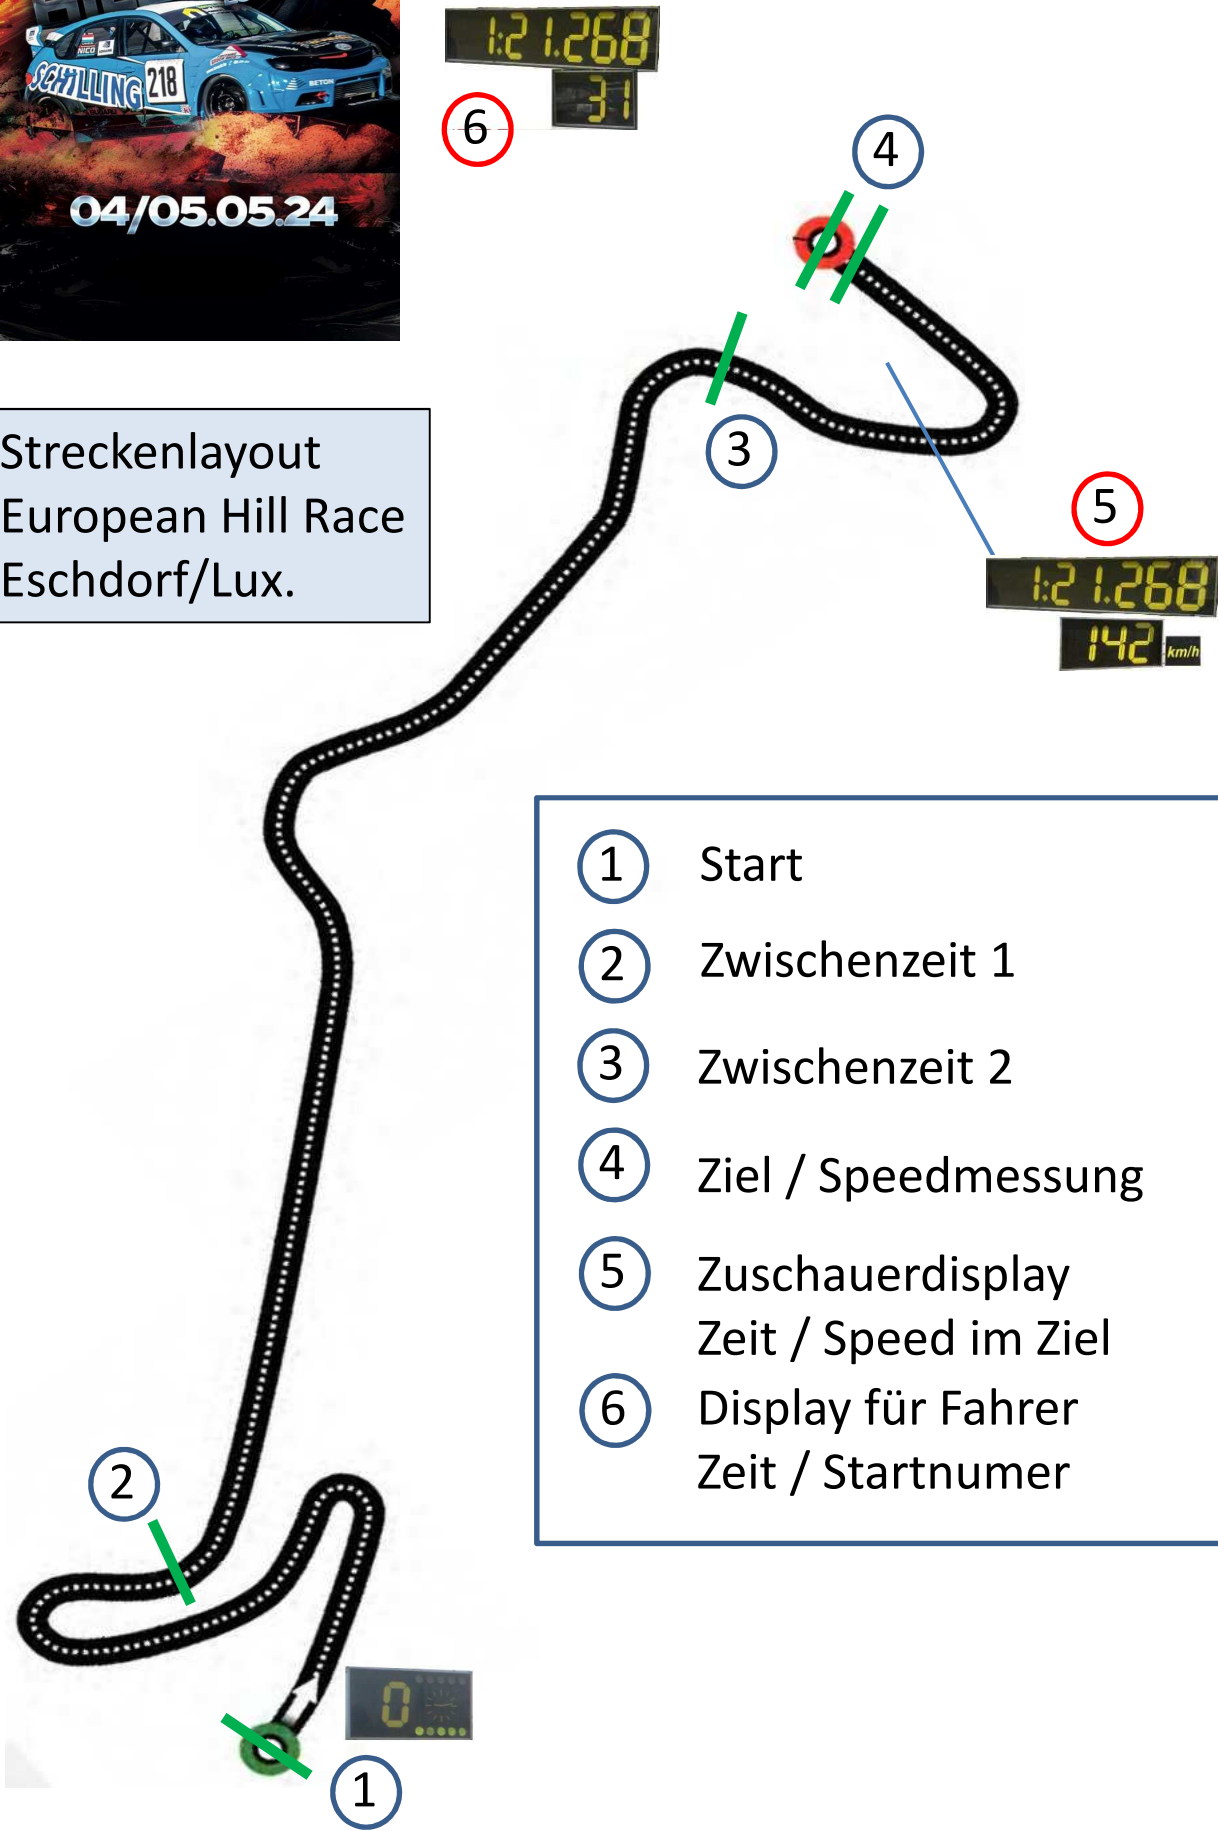 NICO
SCHILLING
218
BETON
04/05.05.24
1:21.268
31
6
4
3
Streckenlayout
European Hill Race
Eschdorf/Lux.
5
1:21.268
142 km/h
1 Start
2 Zwischenzeit 1
3 Zwischenzeit 2
4 Ziel / Speedmessung
5 Zuschauerdisplay
Zeit / Speed im Ziel
6 Display für Fahrer
Zeit / Startnumer
2
0
1